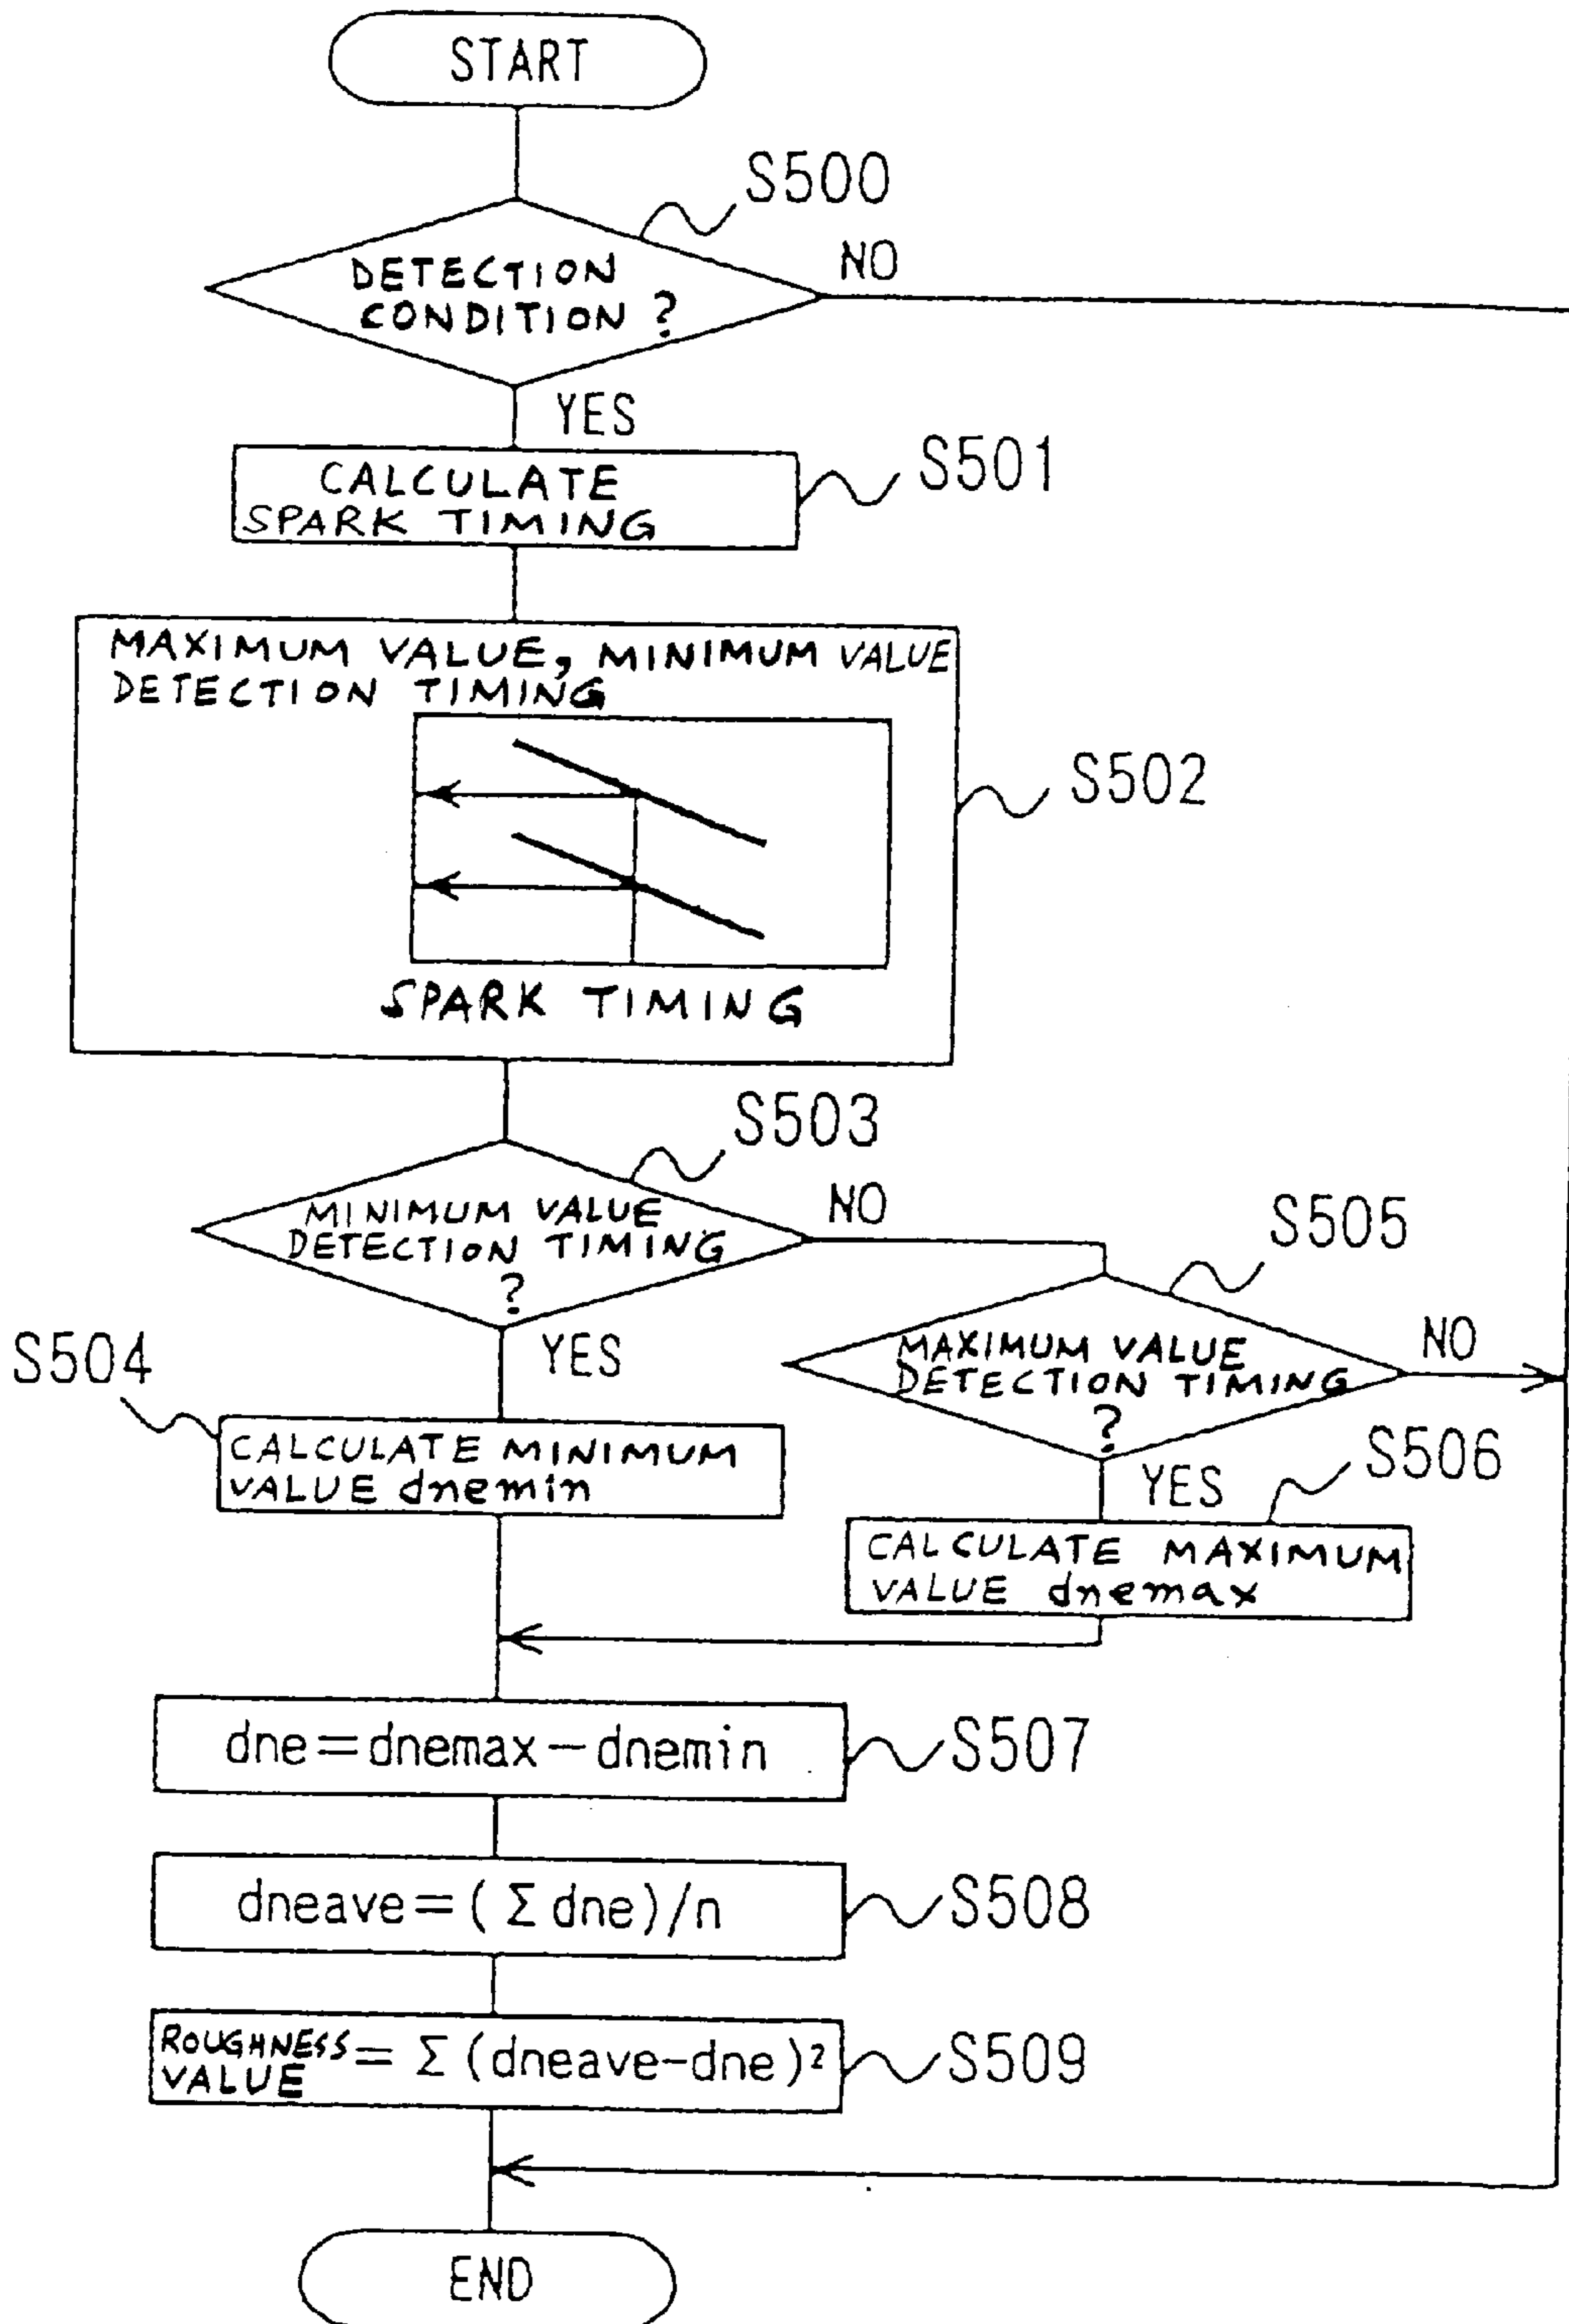 START
S500
DETECTION
CONDITION ?
NO
YES
CALCULATE
SPARK TIMING
S501
MAXIMUM VALUE, MINIMUM VALUE
DETECTION TIMING
S502
SPARK TIMING
S503
MINIMUM VALUE
DETECTION TIMING
?
NO
YES
S505
MAXIMUM VALUE
DETECTION TIMING
?
NO
YES
S504
CALCULATE MINIMUM
VALUE dnemin
S506
CALCULATE MAXIMUM
VALUE dnemax
dne=dnemax-dnemin
S507
dneave=(Σdne)/n
S508
ROUGHNESS
VALUE = Σ(dneave-dne)²
S509
END